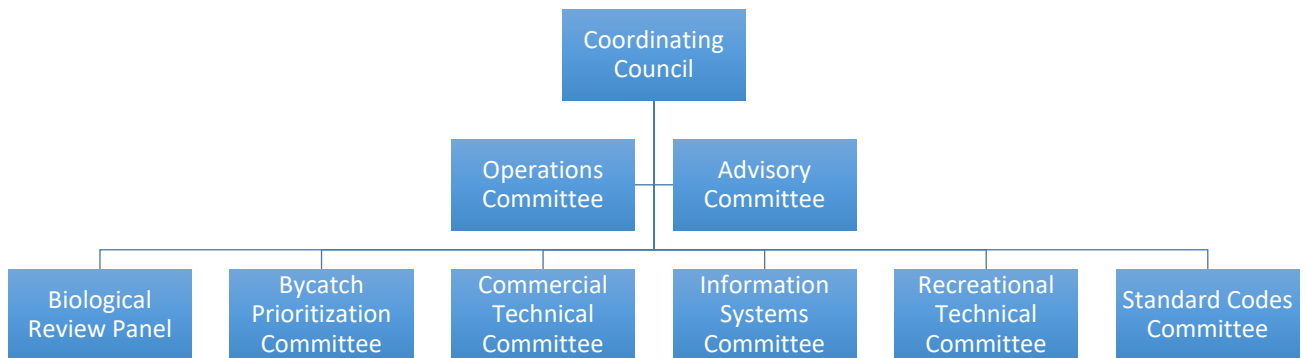 Coordinating
Council
Operations
Committee
Advisory
Committee
Biological
Review Panel
Bycatch
Prioritization
Committee
Commercial
Technical
Committee
Information
Systems
Committee
Recreational
Technical
Committee
Standard Codes
Committee